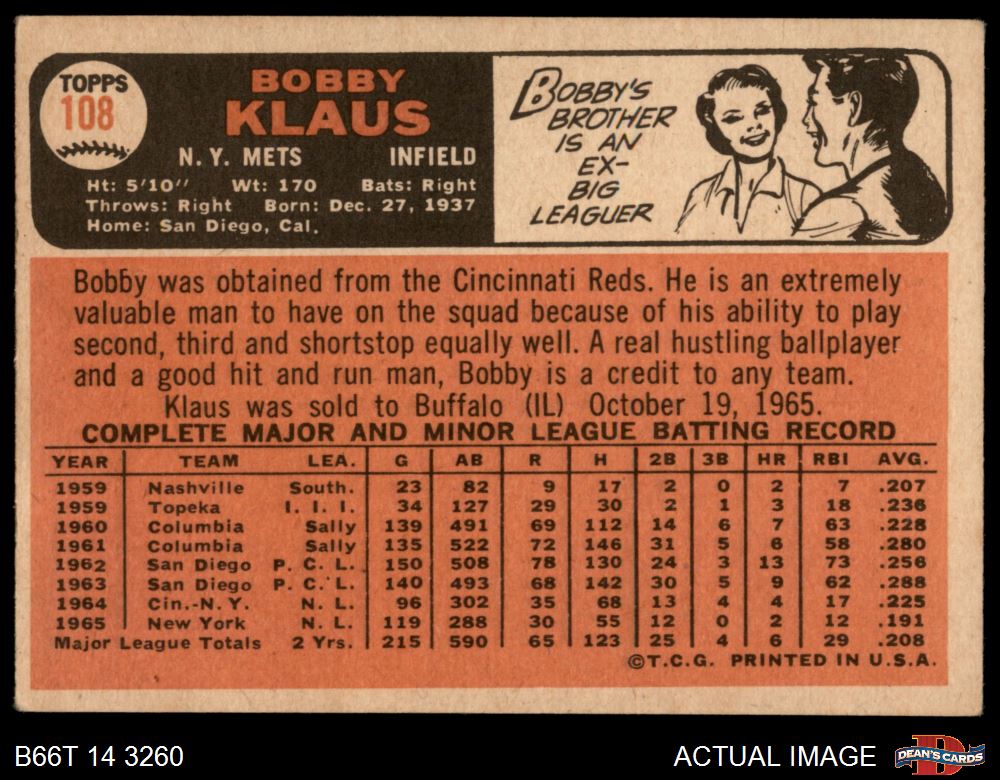 TOPPS
108
BOBBY
KLAUS
N. Y. METS INFIELD
Ht: 5'10" Wt: 170 Bats: Right
Throws: Right Born: Dec. 27, 1937
Home: San Diego, Cal.
BOBBY'S
BROTHER
IS AN
EX-
BIG
LEAGUER
Bobby was obtained from the Cincinnati Reds. He is an extremely
valuable man to have on the squad because of his ability to play
second, third and shortstop equally well. A real hustling ballplayer
and a good hit and run man, Bobby is a credit to any team.
Klaus was sold to Buffalo (IL) October 19, 1965.
COMPLETE MAJOR AND MINOR LEAGUE BATTING RECORD
YEAR TEAM LEA. G AB R H 2B 3B HR RBI AVG.
1959 Nashville South. 23 82 9 17 2 0 2 7 .207
1959 Topeka I. I. I. 34 127 29 30 2 1 3 18 .236
1960 Columbia Sally 139 491 69 112 14 6 7 63 .228
1961 Columbia Sally 135 522 72 146 31 5 6 58 .280
1962 San Diego P. C. L. 150 508 78 130 24 3 13 73 .256
1963 San Diego P. C. L. 140 493 68 142 30 5 9 62 .288
1964 Cin.-N. Y. N. L. 96 302 35 68 13 4 4 17 .225
1965 New York N. L. 119 288 30 55 12 0 2 12 .191
Major League Totals 2 Yrs. 215 590 65 123 25 4 6 29 .208
©T.C.G. PRINTED IN U.S.A.
B66T 14 3260
ACTUAL IMAGE
DEAN'S CARDS